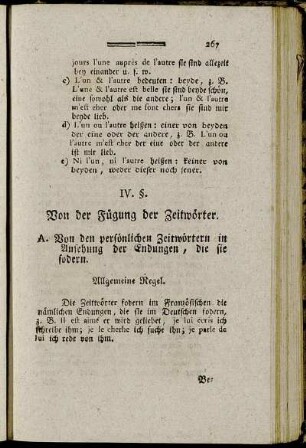 267
jours l'une auprés de l'autre sie sind allezeit
bey einander u. s. w.
c) L'un & l'autre bedeuten: beyde, z. B.
L'une & l'autre est belle sie sind beyde schön,
eine sowohl als die andere; l'un & l'autre
m'est cher oder me sont chers sie sind mir
beyde lieb.
d) L'un ou l'autre heißen: einer von beyden
der eine oder der andere, z. B. L'un ou
l'autre m'est cher der eine oder der andere
ist mir lieb.
e) Ni l'un, ni l'autre heißen: keiner von
beyden, weder dieser noch jener.
IV. §.
Von der Fügung der Zeitwörter.
A. Von den persönlichen Zeitwörtern in
Ansehung der Endungen, die sie
fodern.
Allgemeine Regel.
Die Zeitwörter fodern im Französischen die
nämlichen Endungen, die sie im Deutschen fodern,
z. B. il est aimé er wird geliebet, je lui écris ich
schreibe ihm; je le cherche ich suche ihn; je parle de
lui ich rede von ihm.